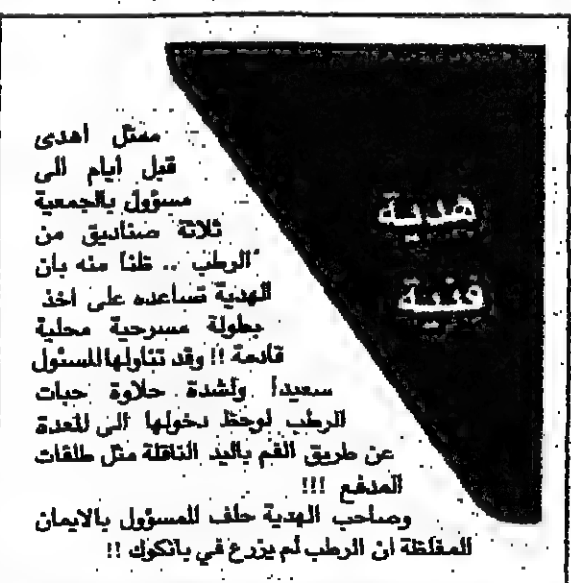 هدية
فنية
ممثل اهدى
قبل ايام الى
مسؤول بالجمعية
ثلاثة صناديق من
الرطب .. ظنا منه بان
الهدية تساعده على اخذ
بطولة مسرحية محلية
قادمة !! وقد تناولها المسئول
سعيدا ولشدة حلاوة حبات
الرطب لوحظ دخولها الى المعدة
عن طريق الفم باليد الناقلة مثل طلقات
المدفع !!!
وصاحب الهدية حلف للمسؤول بالايمان
المغلظة ان الرطب لم يزرع في بانكوك !!